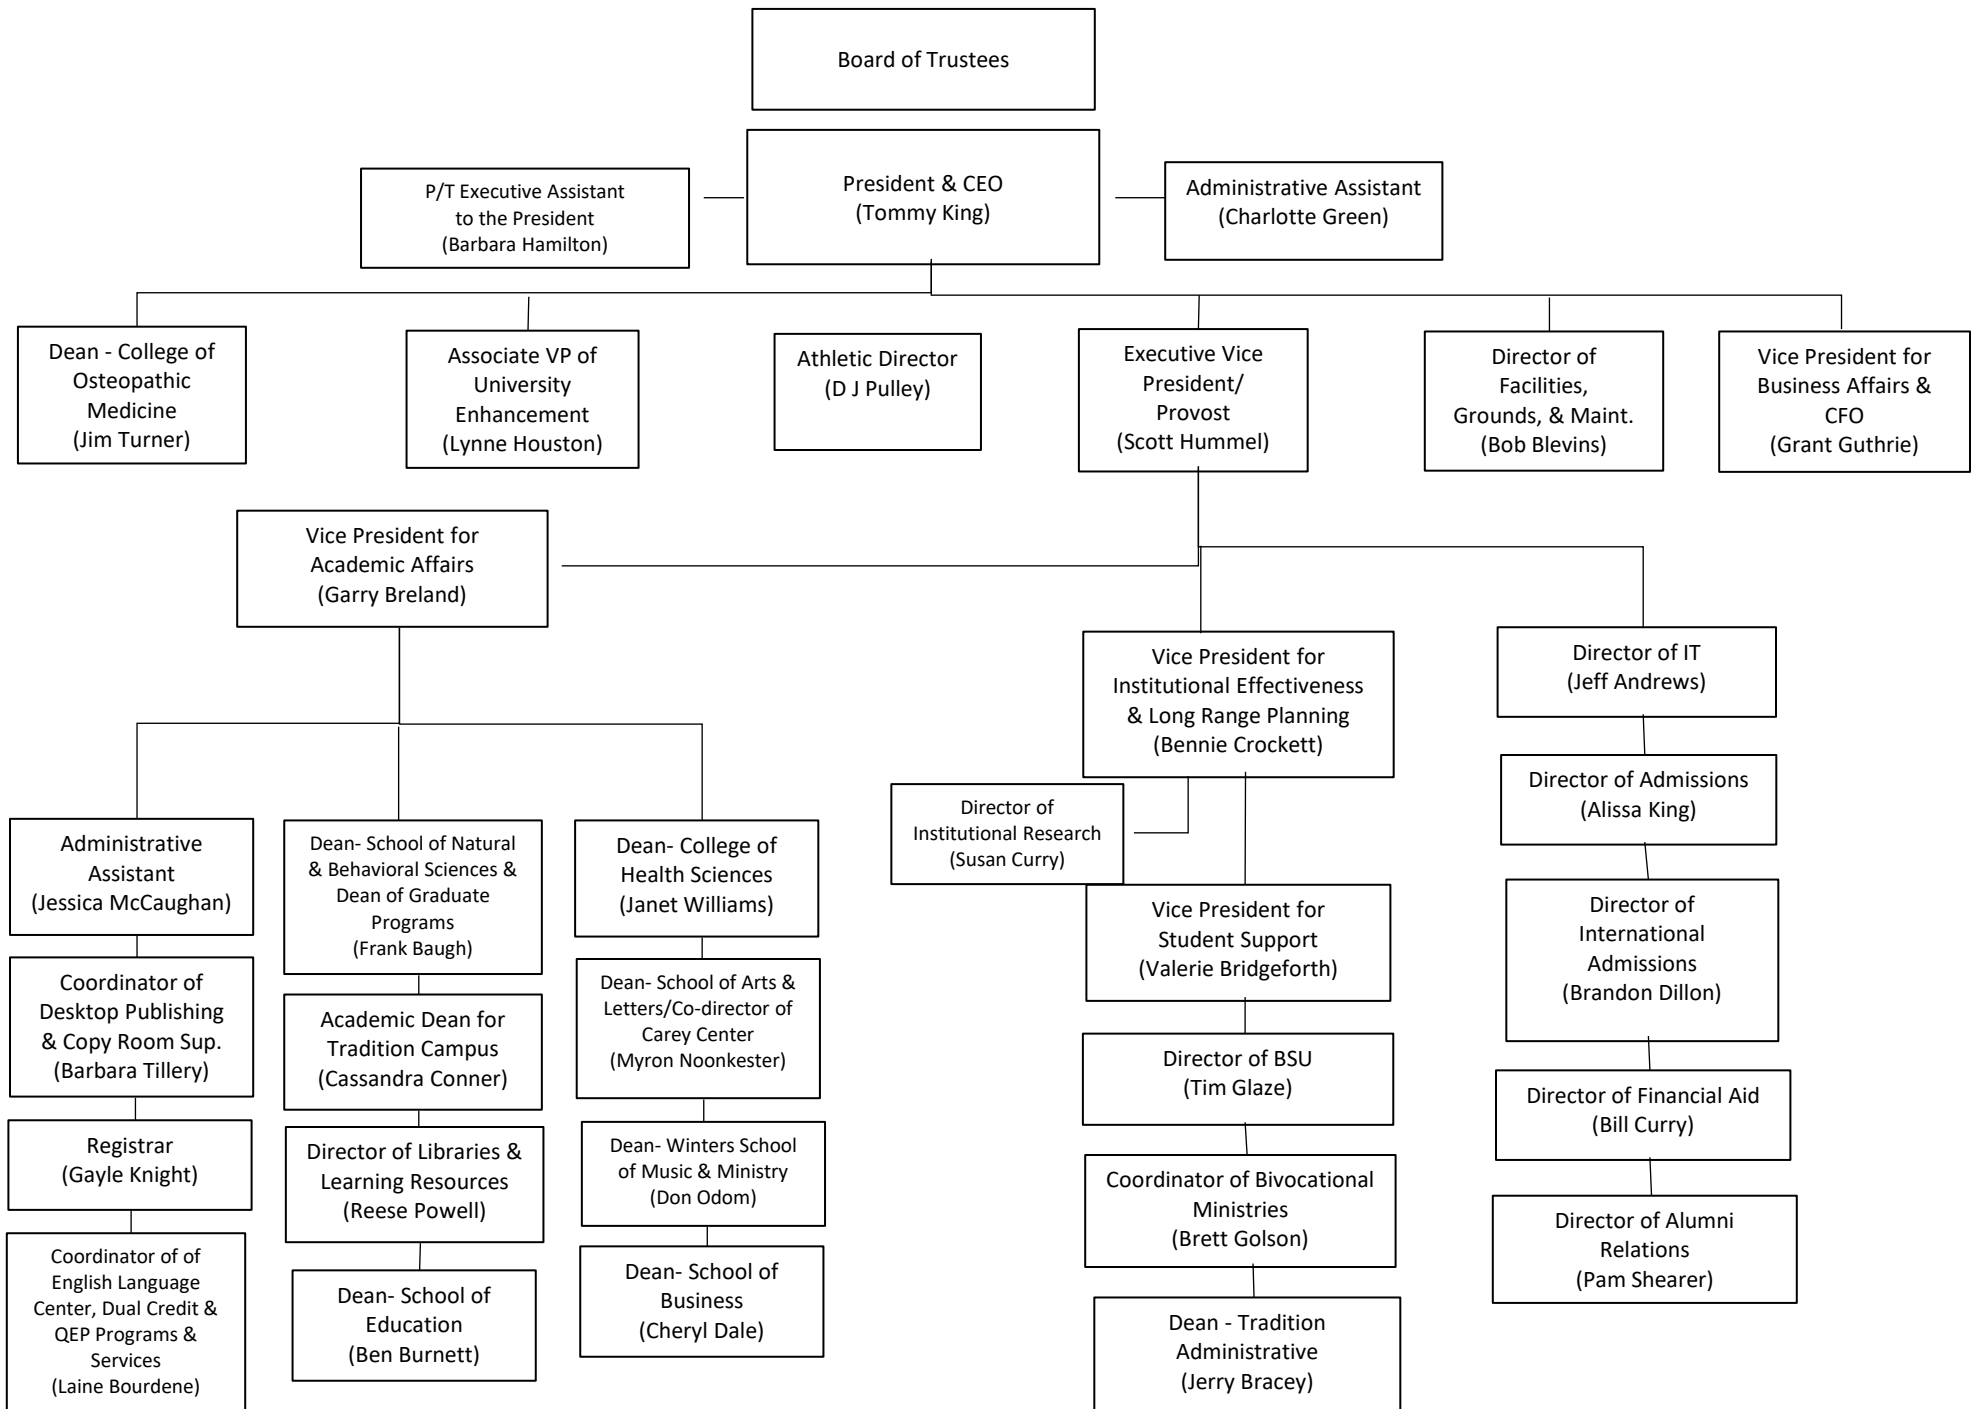 Board of Trustees
P/T Executive Assistant
to the President
(Barbara Hamilton)
President & CEO
(Tommy King)
Administrative Assistant
(Charlotte Green)
Dean - College of
Osteopathic
Medicine
(Jim Turner)
Associate VP of
University
Enhancement
(Lynne Houston)
Athletic Director
(D J Pulley)
Executive Vice
President/
Provost
(Scott Hummel)
Director of
Facilities,
Grounds, & Maint.
(Bob Blevins)
Vice President for
Business Affairs &
CFO
(Grant Guthrie)
Vice President for
Academic Affairs
(Garry Breland)
Administrative
Assistant
(Jessica McCaughan)
Coordinator of
Desktop Publishing
& Copy Room Sup.
(Barbara Tillery)
Registrar
(Gayle Knight)
Coordinator of of
English Language
Center, Dual Credit &
QEP Programs &
Services
(Laine Bourdene)
Dean- School of Natural
& Behavioral Sciences &
Dean of Graduate
Programs
(Frank Baugh)
Academic Dean for
Tradition Campus
(Cassandra Conner)
Director of Libraries &
Learning Resources
(Reese Powell)
Dean- School of
Education
(Ben Burnett)
Dean- College of
Health Sciences
(Janet Williams)
Dean- School of Arts &
Letters/Co-director of
Carey Center
(Myron Noonkester)
Dean- Winters School
of Music & Ministry
(Don Odom)
Dean- School of
Business
(Cheryl Dale)
Vice President for
Institutional Effectiveness
& Long Range Planning
(Bennie Crockett)
Director of
Institutional Research
(Susan Curry)
Vice President for
Student Support
(Valerie Bridgeforth)
Director of BSU
(Tim Glaze)
Coordinator of Bivocational
Ministries
(Brett Golson)
Dean - Tradition
Administrative
(Jerry Bracey)
Director of IT
(Jeff Andrews)
Director of Admissions
(Alissa King)
Director of
International
Admissions
(Brandon Dillon)
Director of Financial Aid
(Bill Curry)
Director of Alumni
Relations
(Pam Shearer)